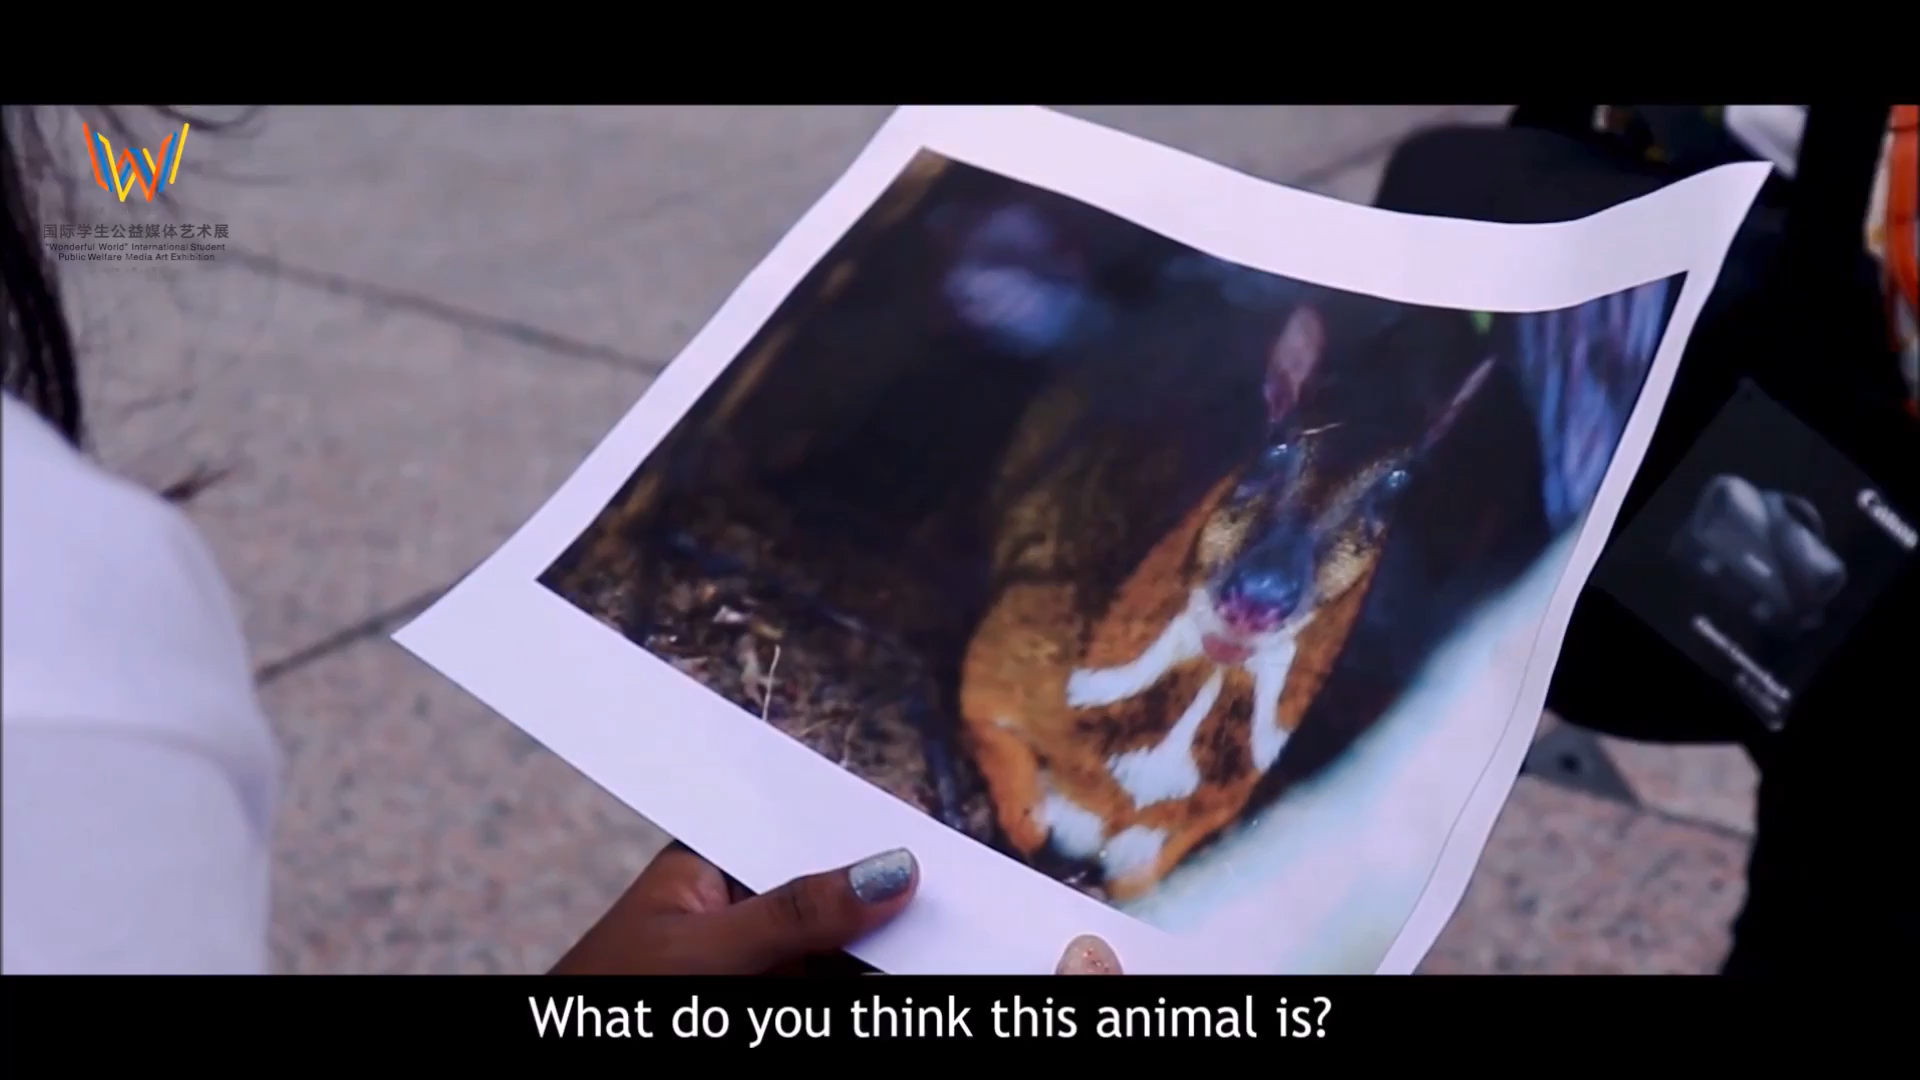 国际学生公益媒体艺术展
"Wonderful World" International Student
Public Welfare Media Art Exhibition
Canon
What do you think this animal is?